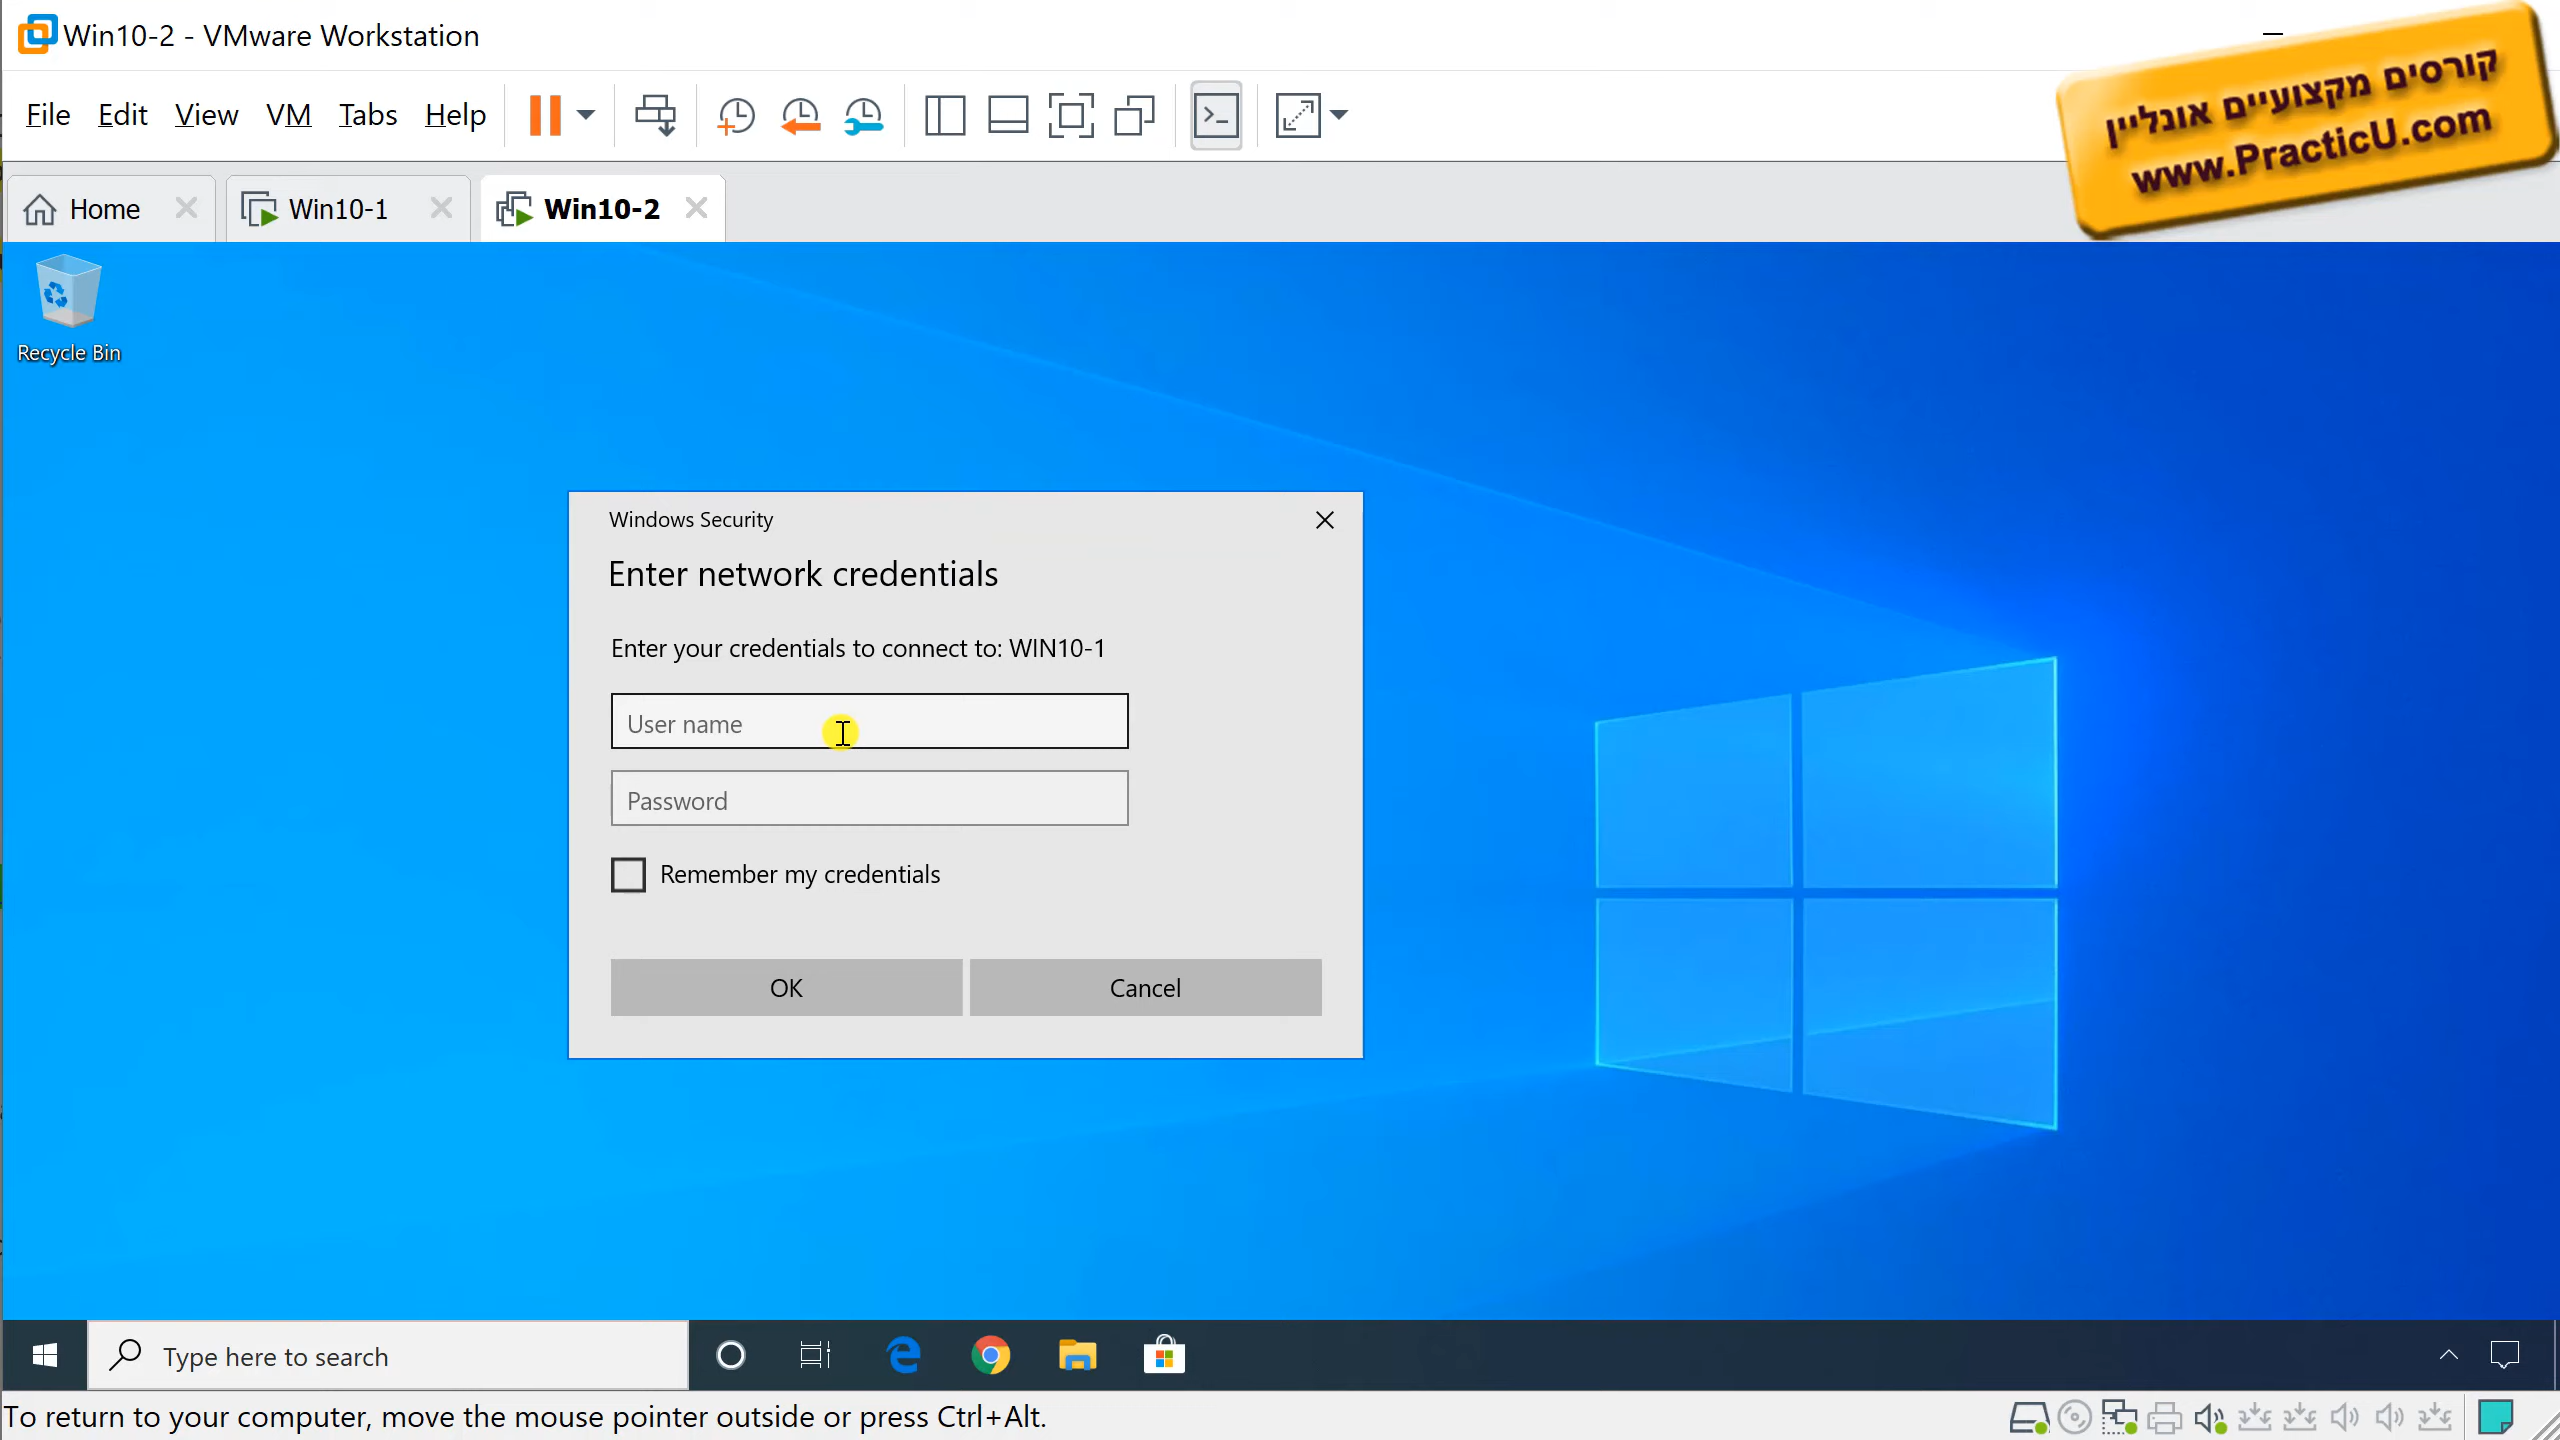 Win10-2 - VMware Workstation
קורסים מקצועיים אונליין
www.PracticU.com
File Edit View VM Tabs Help
Home Win10-1 Win10-2
Recycle Bin
Windows Security
Enter network credentials
Enter your credentials to connect to: WIN10-1
User name
Password
Remember my credentials
OK Cancel
Type here to search
To return to your computer, move the mouse pointer outside or press Ctrl+Alt.